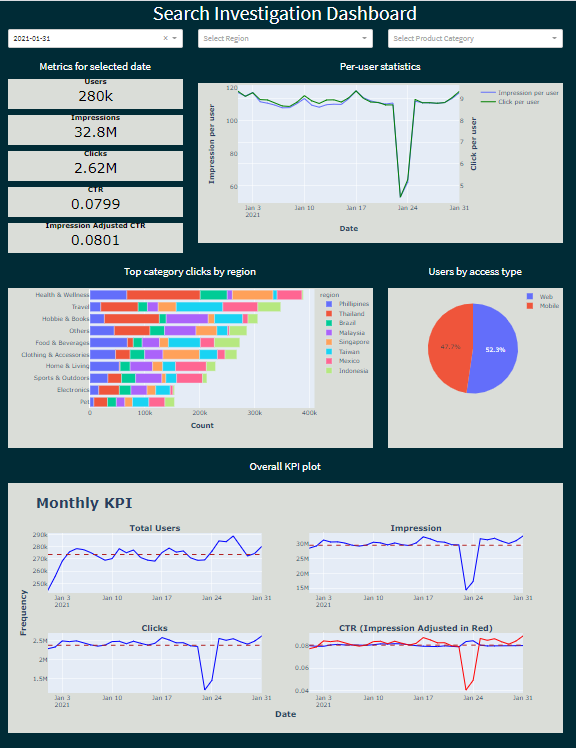 Search Investigation Dashboard
2021-01-31 ×
Select Region
Select Product Category
Metrics for selected date
Users
280k
Impressions
32.8M
Clicks
2.62M
CTR
0.0799
Impression Adjusted CTR
0.0801
Per-user statistics
Impression per user
120
100
80
60
Click per user
9
8
7
6
5
Jan 3
2021
Jan 10
Jan 17
Jan 24
Jan 31
Date
Impression per user
Click per user
Top category clicks by region
Health & Wellness
Travel
Hobbie & Books
Others
Food & Beverages
Clothing & Accessories
Home & Living
Sports & Outdoors
Electronics
Pet
0
100k
200k
300k
400k
Count
region
Phillipines
Thailand
Brazil
Malaysia
Singapore
Taiwan
Mexico
Indonesia
Users by access type
47.7%
52.3%
Web
Mobile
Overall KPI plot
Monthly KPI
Frequency
Total Users
290k
280k
270k
260k
250k
Jan 3
2021
Jan 10
Jan 17
Jan 24
Jan 31
Impression
30M
25M
20M
15M
Jan 3
2021
Jan 10
Jan 17
Jan 24
Jan 31
Clicks
2.5M
2M
1.5M
Jan 3
2021
Jan 10
Jan 17
Jan 24
Jan 31
CTR (Impression Adjusted in Red)
0.08
0.06
0.04
Jan 3
2021
Jan 10
Jan 17
Jan 24
Jan 31
Date